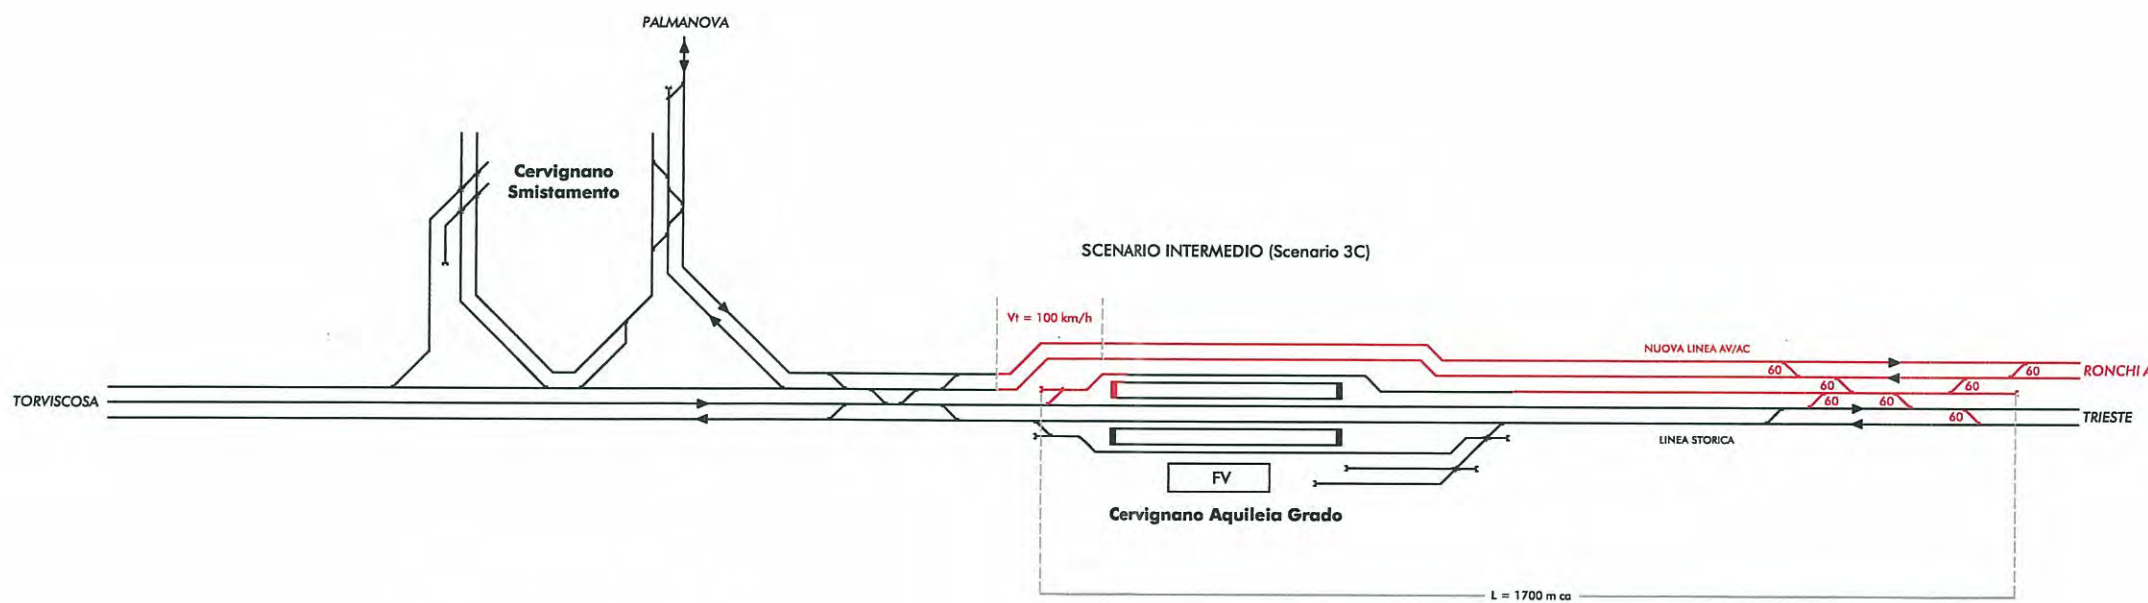 PALMANOVA
Cervignano
Smistamento
SCENARIO INTERMEDIO (Scenario 3C)
Vt = 100 km/h
NUOVA LINEA AV/AC
60
60
RONCHI A
60
60
TORVISCOSA
60
60
60
TRIESTE
LINEA STORICA
FV
Cervignano Aquileia Grado
L = 1700 m ca